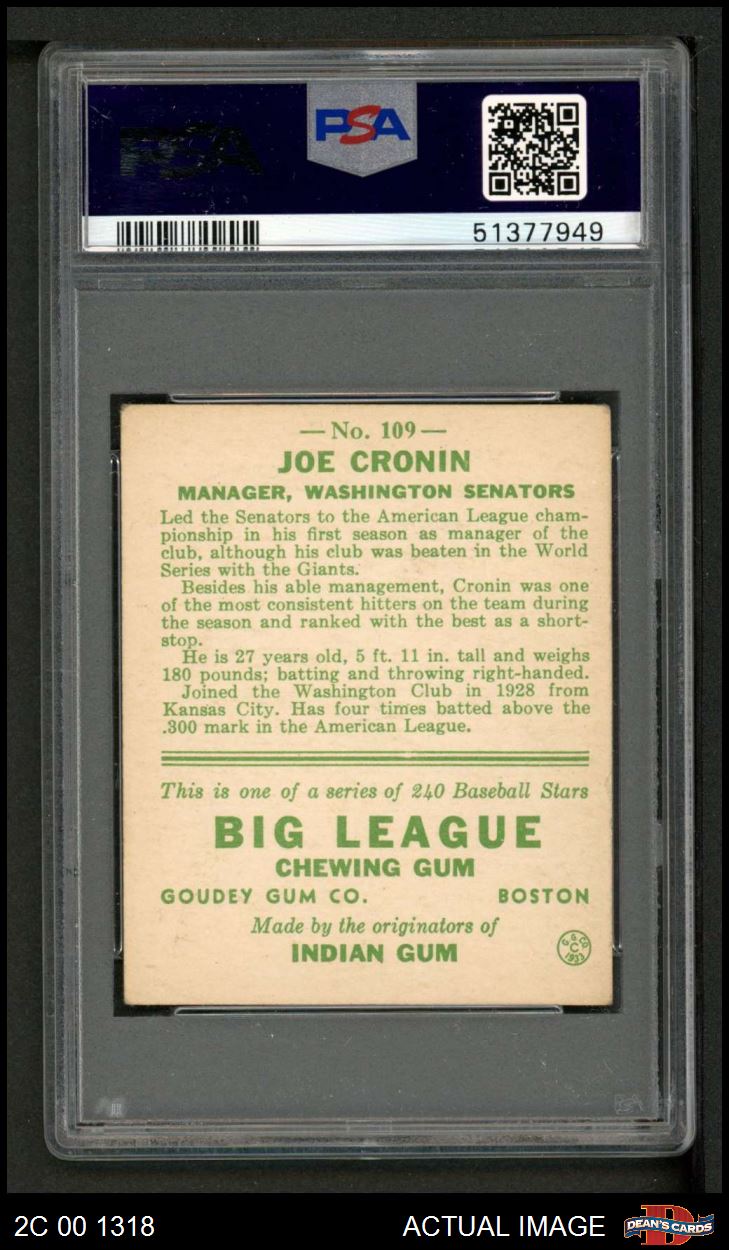 PSA
PSA
51377949
— No. 109 —
JOE CRONIN
MANAGER, WASHINGTON SENATORS
Led the Senators to the American League cham-
pionship in his first season as manager of the
club, although his club was beaten in the World
Series with the Giants.
Besides his able management, Cronin was one
of the most consistent hitters on the team during
the season and ranked with the best as a short-
stop.
He is 27 years old, 5 ft. 11 in. tall and weighs
180 pounds; batting and throwing right-handed.
Joined the Washington Club in 1928 from
Kansas City. Has four times batted above the
.300 mark in the American League.
This is one of a series of 240 Baseball Stars
BIG LEAGUE
CHEWING GUM
GOUDEY GUM CO. BOSTON
Made by the originators of
INDIAN GUM
G. G. CO.
C
1933
PSA
2C 00 1318 ACTUAL IMAGE D DEAN'S CARDS